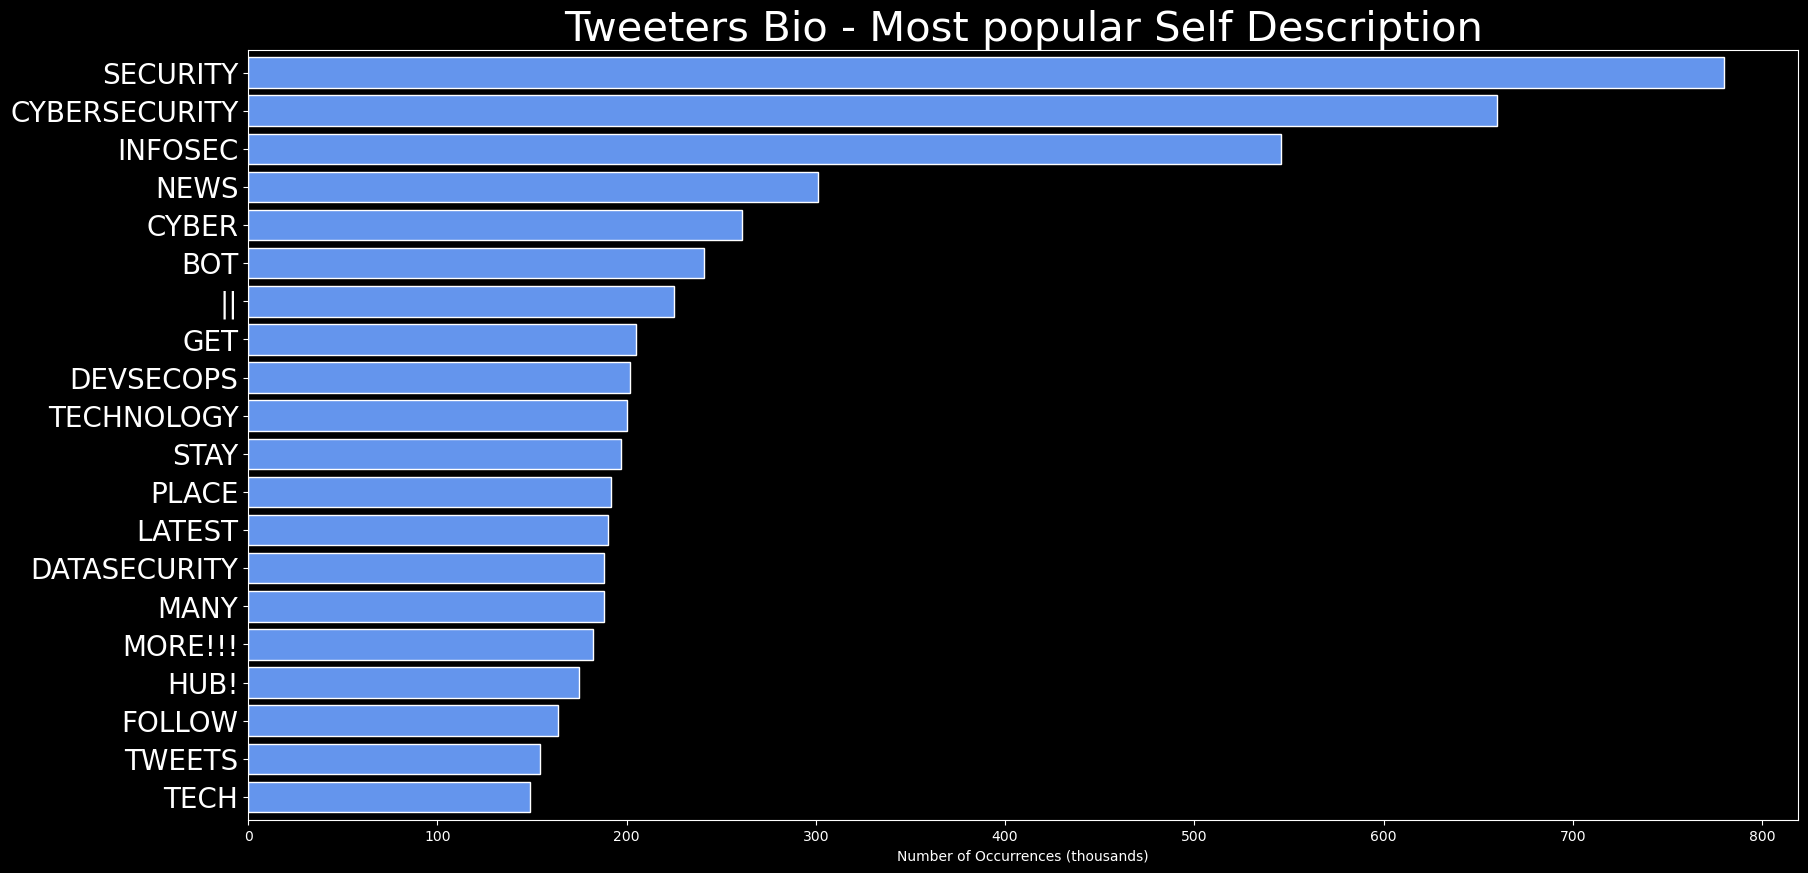 Tweeters Bio - Most popular Self Description
SECURITY
CYBERSECURITY
INFOSEC
NEWS
CYBER
BOT
||
GET
DEVSECOPS
TECHNOLOGY
STAY
PLACE
LATEST
DATASECURITY
MANY
MORE!!!
HUB!
FOLLOW
TWEETS
TECH
0 100 200 300 400 500 600 700 800
Number of Occurrences (thousands)